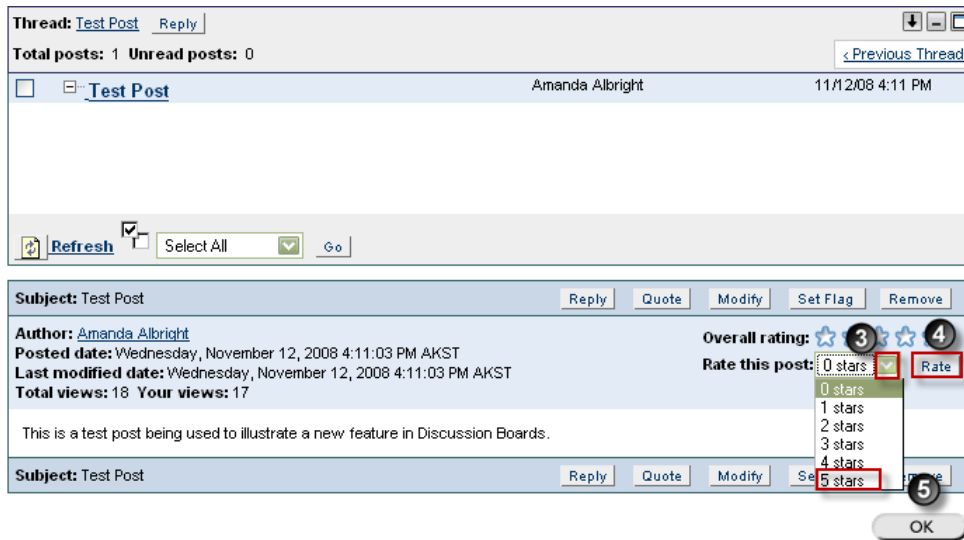 Thread: Test Post Reply
Total posts: 1 Unread posts: 0
< Previous Thread
Test Post Amanda Albright 11/12/08 4:11 PM
Refresh Select All Go
Subject: Test Post Reply Quote Modify Set Flag Remove
Author: Amanda Albright
Overall rating: 3 4
Posted date: Wednesday, November 12, 2008 4:11:03 PM AKST
Rate this post: 0 stars Rate
Last modified date: Wednesday, November 12, 2008 4:11:03 PM AKST
Total views: 18 Your views: 17
0 stars
1 stars
2 stars
3 stars
4 stars
5 stars
This is a test post being used to illustrate a new feature in Discussion Boards.
Subject: Test Post Reply Quote Modify
5
OK